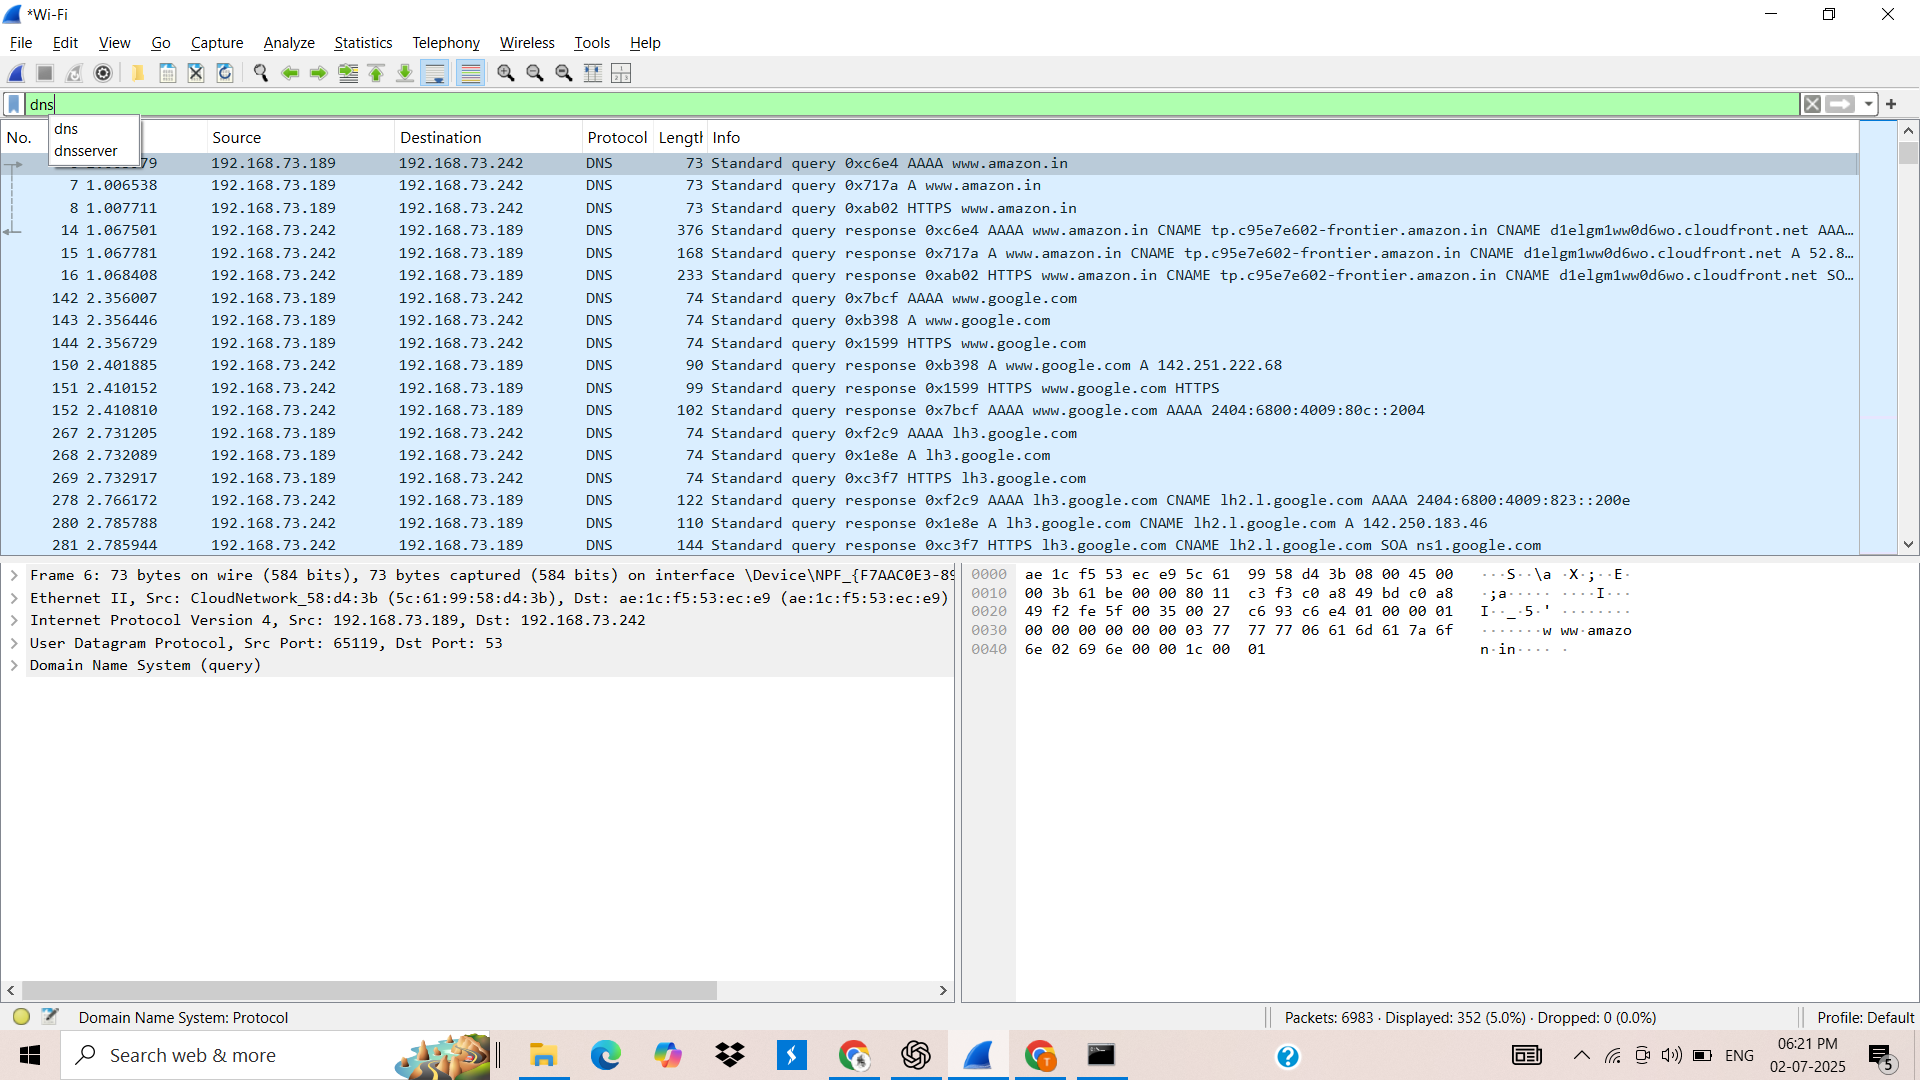 *Wi-Fi
File Edit View Go Capture Analyze Statistics Telephony Wireless Tools Help
dns
dns
dnsserver
No. Source Destination Protocol Length Info
192.168.73.189 192.168.73.242 DNS 73 Standard query 0xc6e4 AAAA www.amazon.in
7 1.006538 192.168.73.189 192.168.73.242 DNS 73 Standard query 0x717a A www.amazon.in
8 1.007711 192.168.73.189 192.168.73.242 DNS 73 Standard query 0xab02 HTTPS www.amazon.in
14 1.067501 192.168.73.242 192.168.73.189 DNS 376 Standard query response 0xc6e4 AAAA www.amazon.in CNAME tp.c95e7e602-frontier.amazon.in CNAME d1elgm1ww0d6wo.cloudfront.net AAA…
15 1.067781 192.168.73.242 192.168.73.189 DNS 168 Standard query response 0x717a A www.amazon.in CNAME tp.c95e7e602-frontier.amazon.in CNAME d1elgm1ww0d6wo.cloudfront.net A 52.8…
16 1.068408 192.168.73.242 192.168.73.189 DNS 233 Standard query response 0xab02 HTTPS www.amazon.in CNAME tp.c95e7e602-frontier.amazon.in CNAME d1elgm1ww0d6wo.cloudfront.net SO…
142 2.356007 192.168.73.189 192.168.73.242 DNS 74 Standard query 0x7bcf AAAA www.google.com
143 2.356446 192.168.73.189 192.168.73.242 DNS 74 Standard query 0xb398 A www.google.com
144 2.356729 192.168.73.189 192.168.73.242 DNS 74 Standard query 0x1599 HTTPS www.google.com
150 2.401885 192.168.73.242 192.168.73.189 DNS 90 Standard query response 0xb398 A www.google.com A 142.251.222.68
151 2.410152 192.168.73.242 192.168.73.189 DNS 99 Standard query response 0x1599 HTTPS www.google.com HTTPS
152 2.410810 192.168.73.242 192.168.73.189 DNS 102 Standard query response 0x7bcf AAAA www.google.com AAAA 2404:6800:4009:80c::2004
267 2.731205 192.168.73.189 192.168.73.242 DNS 74 Standard query 0xf2c9 AAAA lh3.google.com
268 2.732089 192.168.73.189 192.168.73.242 DNS 74 Standard query 0x1e8e A lh3.google.com
269 2.732917 192.168.73.189 192.168.73.242 DNS 74 Standard query 0xc3f7 HTTPS lh3.google.com
278 2.766172 192.168.73.242 192.168.73.189 DNS 122 Standard query response 0xf2c9 AAAA lh3.google.com CNAME lh2.l.google.com AAAA 2404:6800:4009:823::200e
280 2.785788 192.168.73.242 192.168.73.189 DNS 110 Standard query response 0x1e8e A lh3.google.com CNAME lh2.l.google.com A 142.250.183.46
281 2.785944 192.168.73.242 192.168.73.189 DNS 144 Standard query response 0xc3f7 HTTPS lh3.google.com CNAME lh2.l.google.com SOA ns1.google.com
Frame 6: 73 bytes on wire (584 bits), 73 bytes captured (584 bits) on interface \Device\NPF_{F7AAC0E3-89
Ethernet II, Src: CloudNetwork_58:d4:3b (5c:61:99:58:d4:3b), Dst: ae:1c:f5:53:ec:e9 (ae:1c:f5:53:ec:e9)
Internet Protocol Version 4, Src: 192.168.73.189, Dst: 192.168.73.242
User Datagram Protocol, Src Port: 65119, Dst Port: 53
Domain Name System (query)
0000 ae 1c f5 53 ec e9 5c 61 99 58 d4 3b 08 00 45 00 ···S··\a ·X·;··E·
0010 00 3b 61 be 00 00 80 11 c3 f3 c0 a8 49 bd c0 a8 ·;a····· ····I···
0020 49 f2 fe 5f 00 35 00 27 c6 93 c6 e4 01 00 00 01 I··_·5·' ········
0030 00 00 00 00 00 00 03 77 77 77 06 61 6d 61 7a 6f ·······w ww·amazo
0040 6e 02 69 6e 00 00 1c 00 01 n·in···· ·
Domain Name System: Protocol
Packets: 6983 · Displayed: 352 (5.0%) · Dropped: 0 (0.0%)
Profile: Default
Search web & more
ENG
06:21 PM
02-07-2025
5